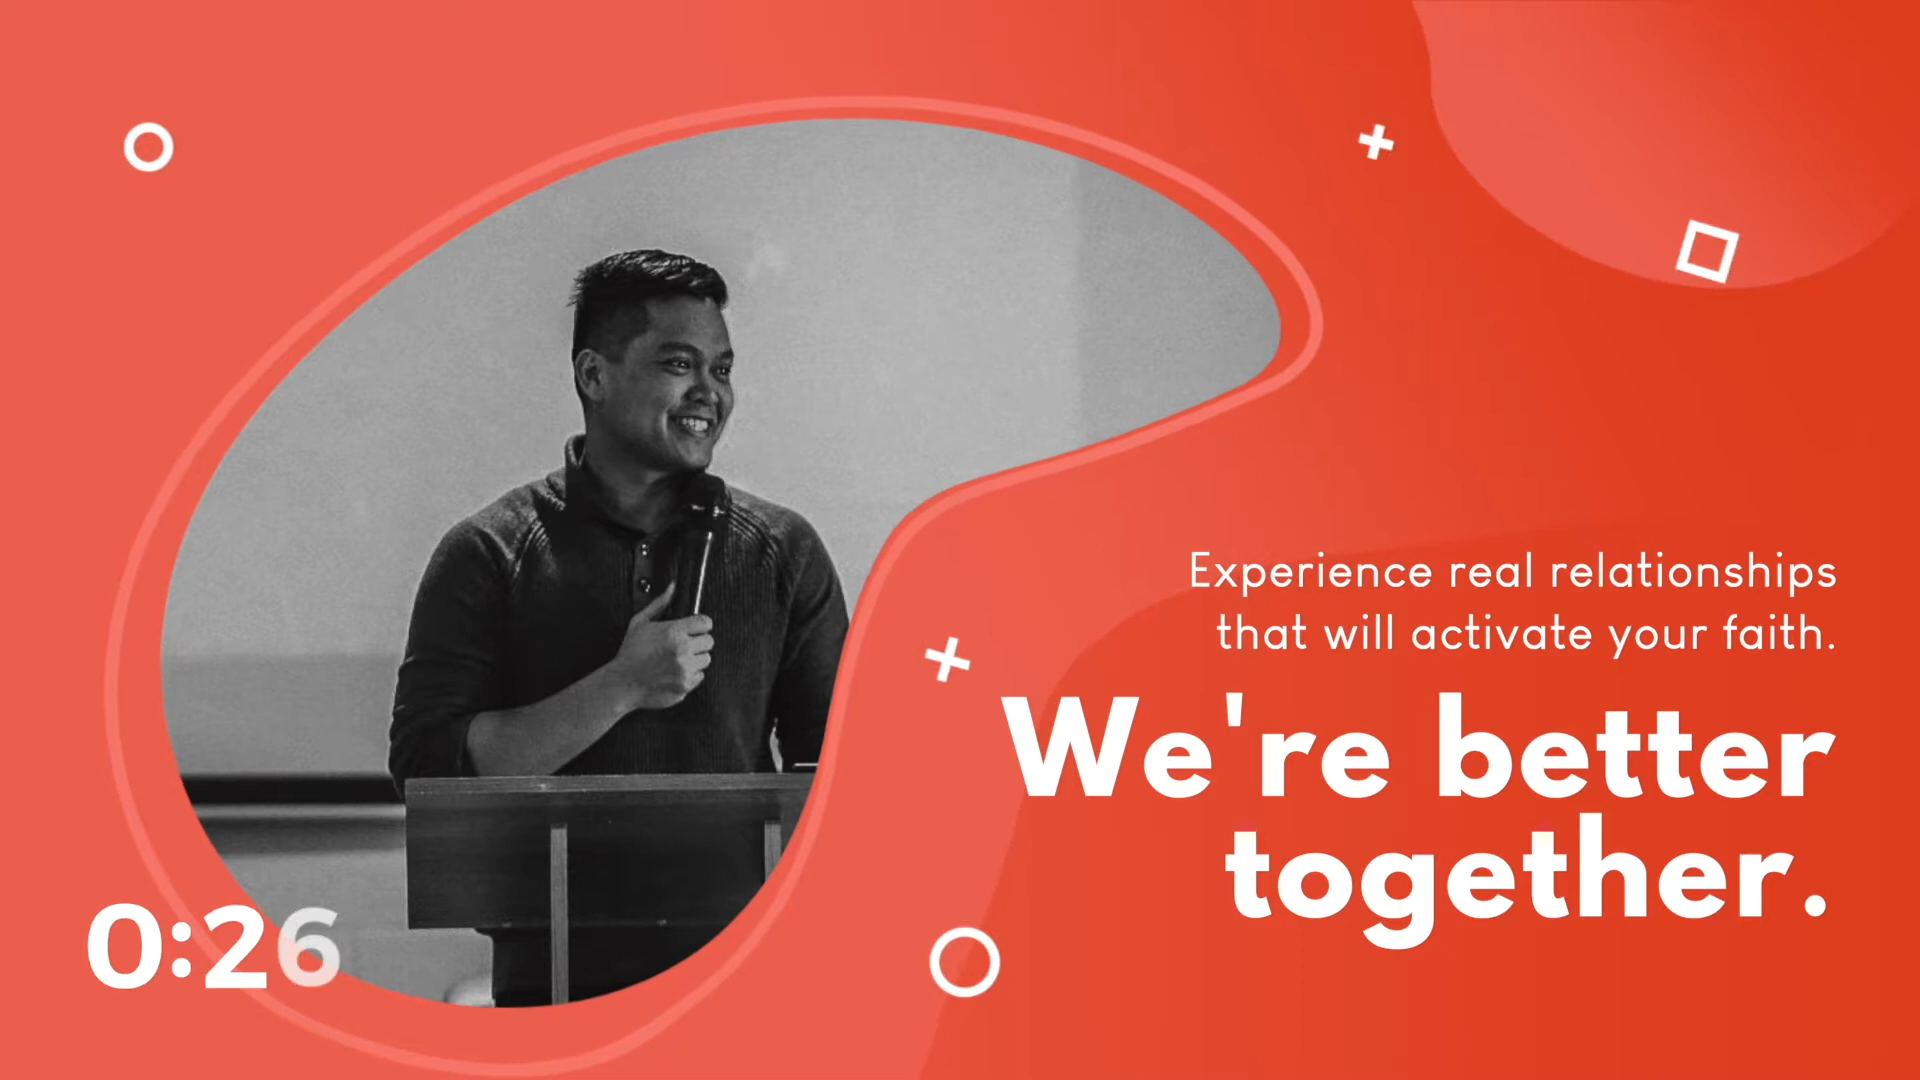 Experience real relationships
that will activate your faith.
We're better
together.
0:26